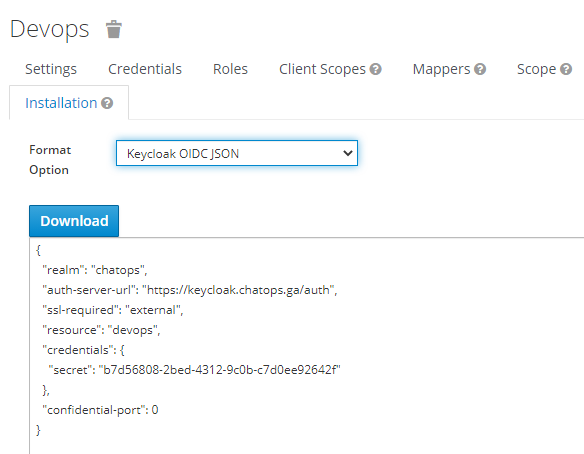 Devops
Settings Credentials Roles Client Scopes Mappers Scope
Installation
Format Option
Keycloak OIDC JSON
Download
{
"realm": "chatops",
"auth-server-url": "https://keycloak.chatops.ga/auth",
"ssl-required": "external",
"resource": "devops",
"credentials": {
"secret": "b7d56808-2bed-4312-9c0b-c7d0ee92642f"
},
"confidential-port": 0
}